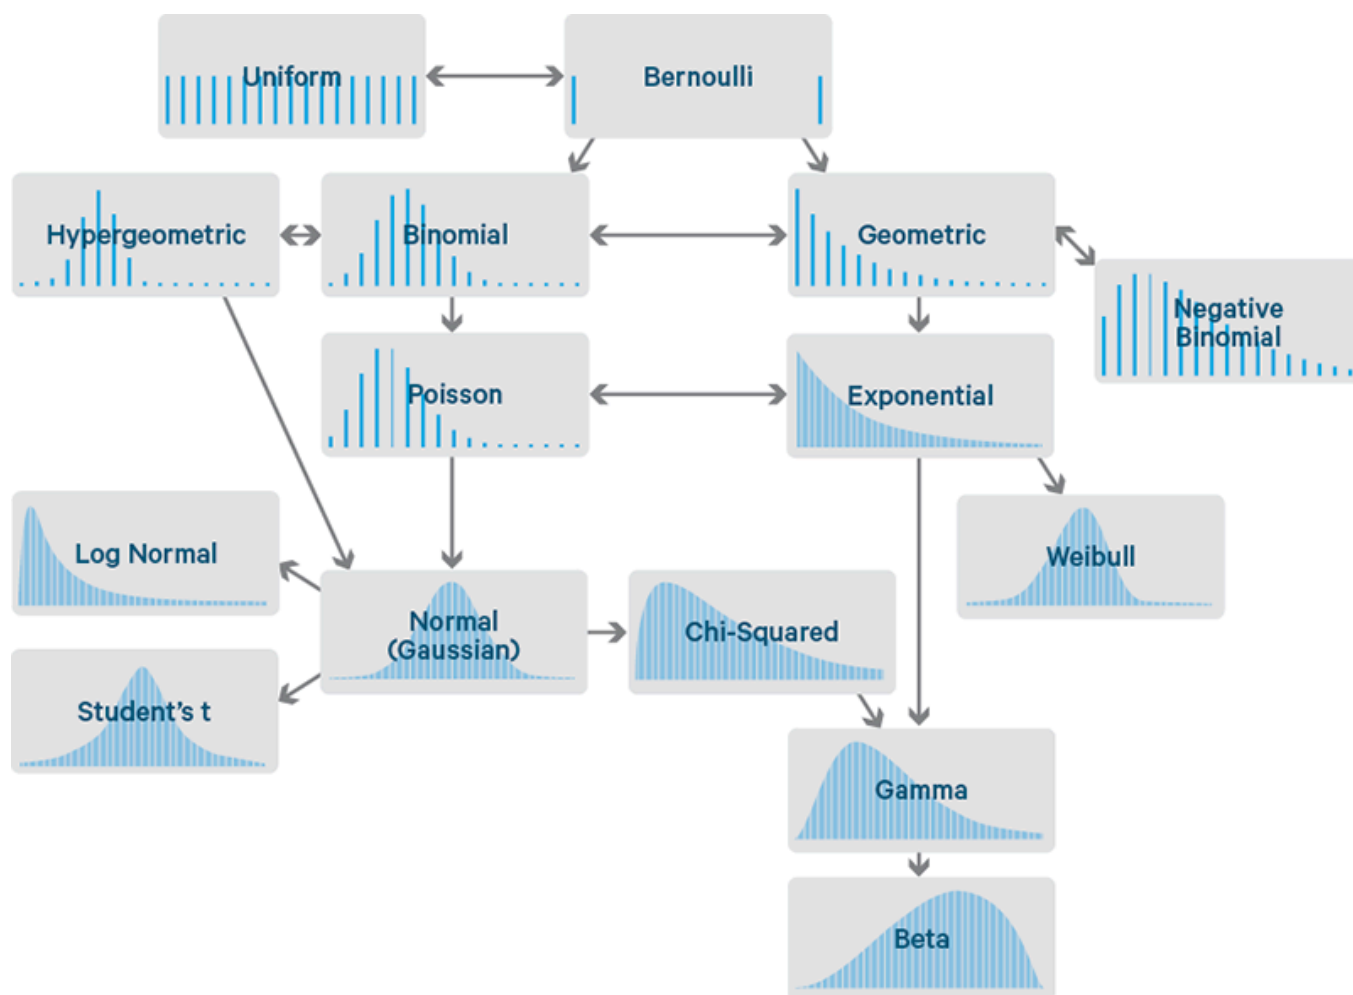 Uniform
Bernoulli
Hypergeometric
Binomial
Geometric
Negative
Binomial
Poisson
Exponential
Log Normal
Weibull
Normal
(Gaussian)
Chi-Squared
Student’s t
Gamma
Beta